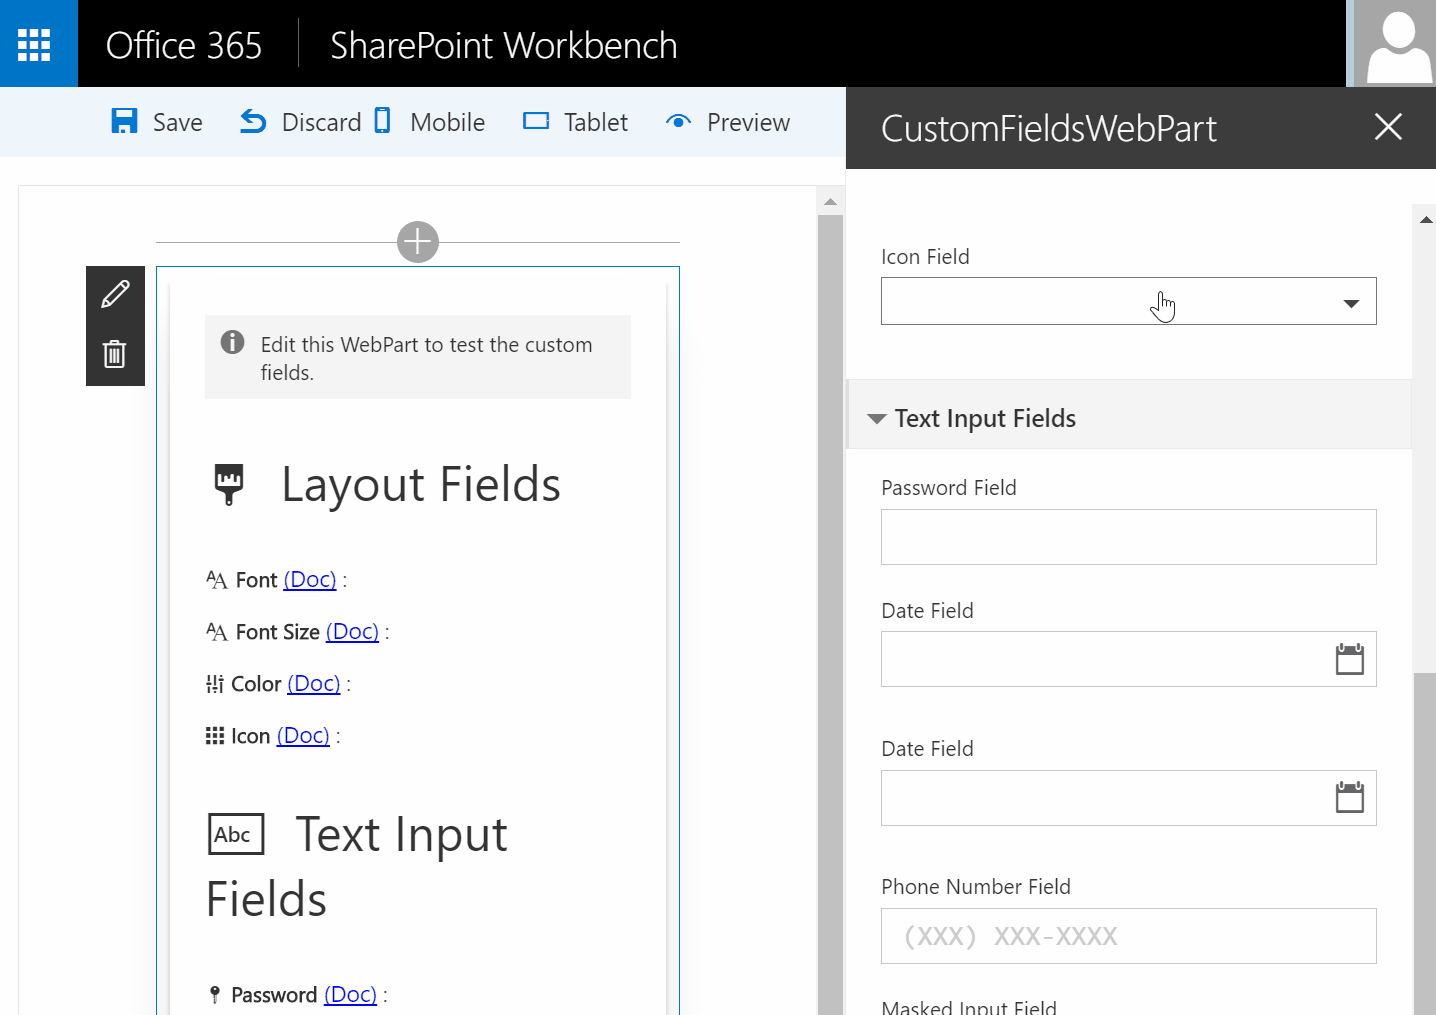 Office 365
SharePoint Workbench
Save
Discard
Mobile
Tablet
Preview
CustomFieldsWebPart
Edit this WebPart to test the custom
fields.
Layout Fields
Font (Doc) :
Font Size (Doc) :
Color (Doc) :
Icon (Doc) :
Abc
Text Input
Fields
Password (Doc) :
Icon Field
Text Input Fields
Password Field
Date Field
Date Field
Phone Number Field
(XXX) XXX-XXXX
Masked Input Field